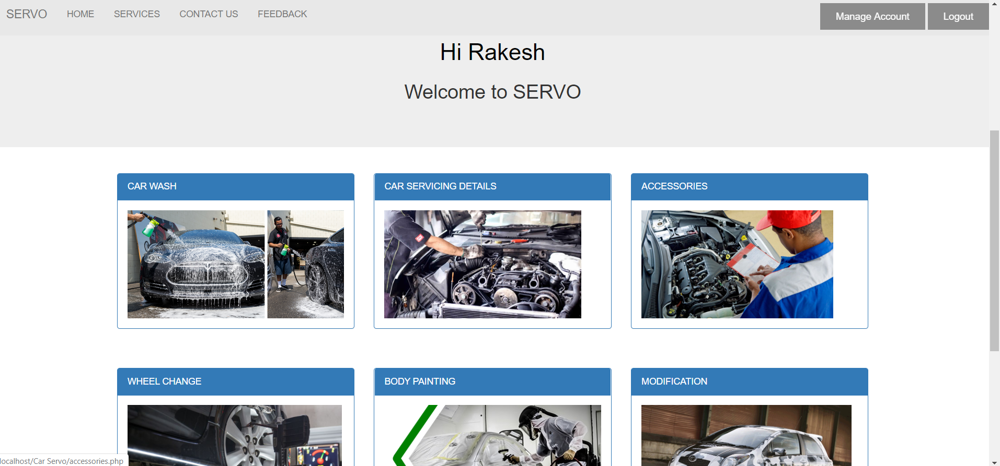 SERVO HOME SERVICES CONTACT US FEEDBACK Manage Account Logout
Hi Rakesh
Welcome to SERVO
CAR WASH
CAR SERVICING DETAILS
ACCESSORIES
WHEEL CHANGE
BODY PAINTING
MODIFICATION
localhost/Car Servo/accessories.php